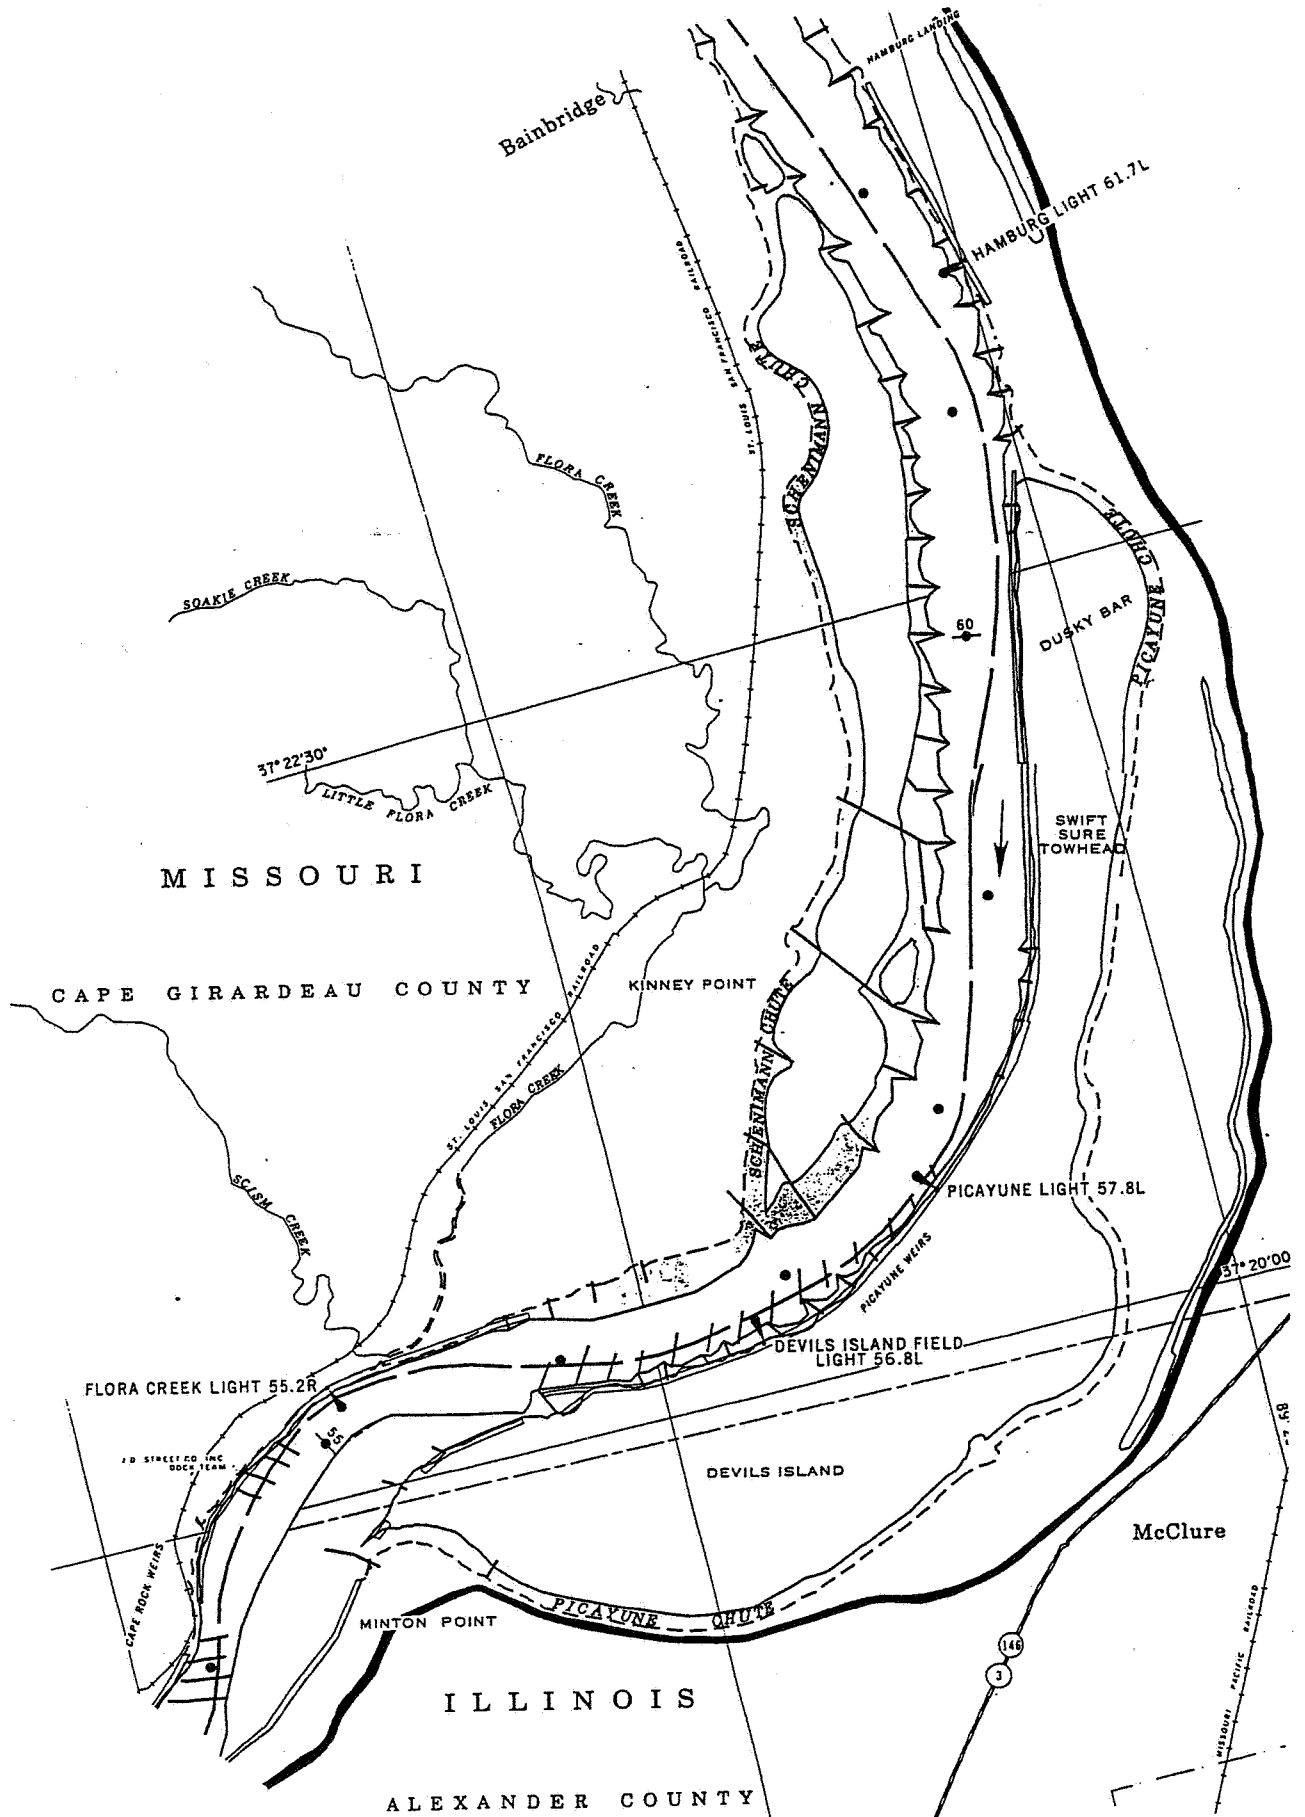 HAMBURG LANDING
Bainbridge
HAMBURG LIGHT 61.7L
RAILROAD
SAN FRANCISCO
ST. LOUIS
SCHENIMANN CHUTE
FLORA CREEK
PICAYUNE CHUTE
SOAKIE CREEK
DUSKY BAR
60
37° 22'30"
LITTLE FLORA CREEK
SWIFT
SURE
TOWHEAD
MISSOURI
CAPE GIRARDEAU COUNTY
KINNEY POINT
ST. LOUIS SAN FRANCISCO RAILROAD
SCHENIMANN CHUTE
FLORA CREEK
SCISM CREEK
PICAYUNE LIGHT 57.8L
PICAYUNE WEIRS
37° 20'00
DEVILS ISLAND FIELD
LIGHT 56.8L
FLORA CREEK LIGHT 55.2R
55
DOCK TEAM
DEVILS ISLAND
McClure
CAPE ROCK WEIRS
PICAYUNE CHUTE
MINTON POINT
146
3
MISSOURI PACIFIC RAILROAD
ILLINOIS
ALEXANDER COUNTY